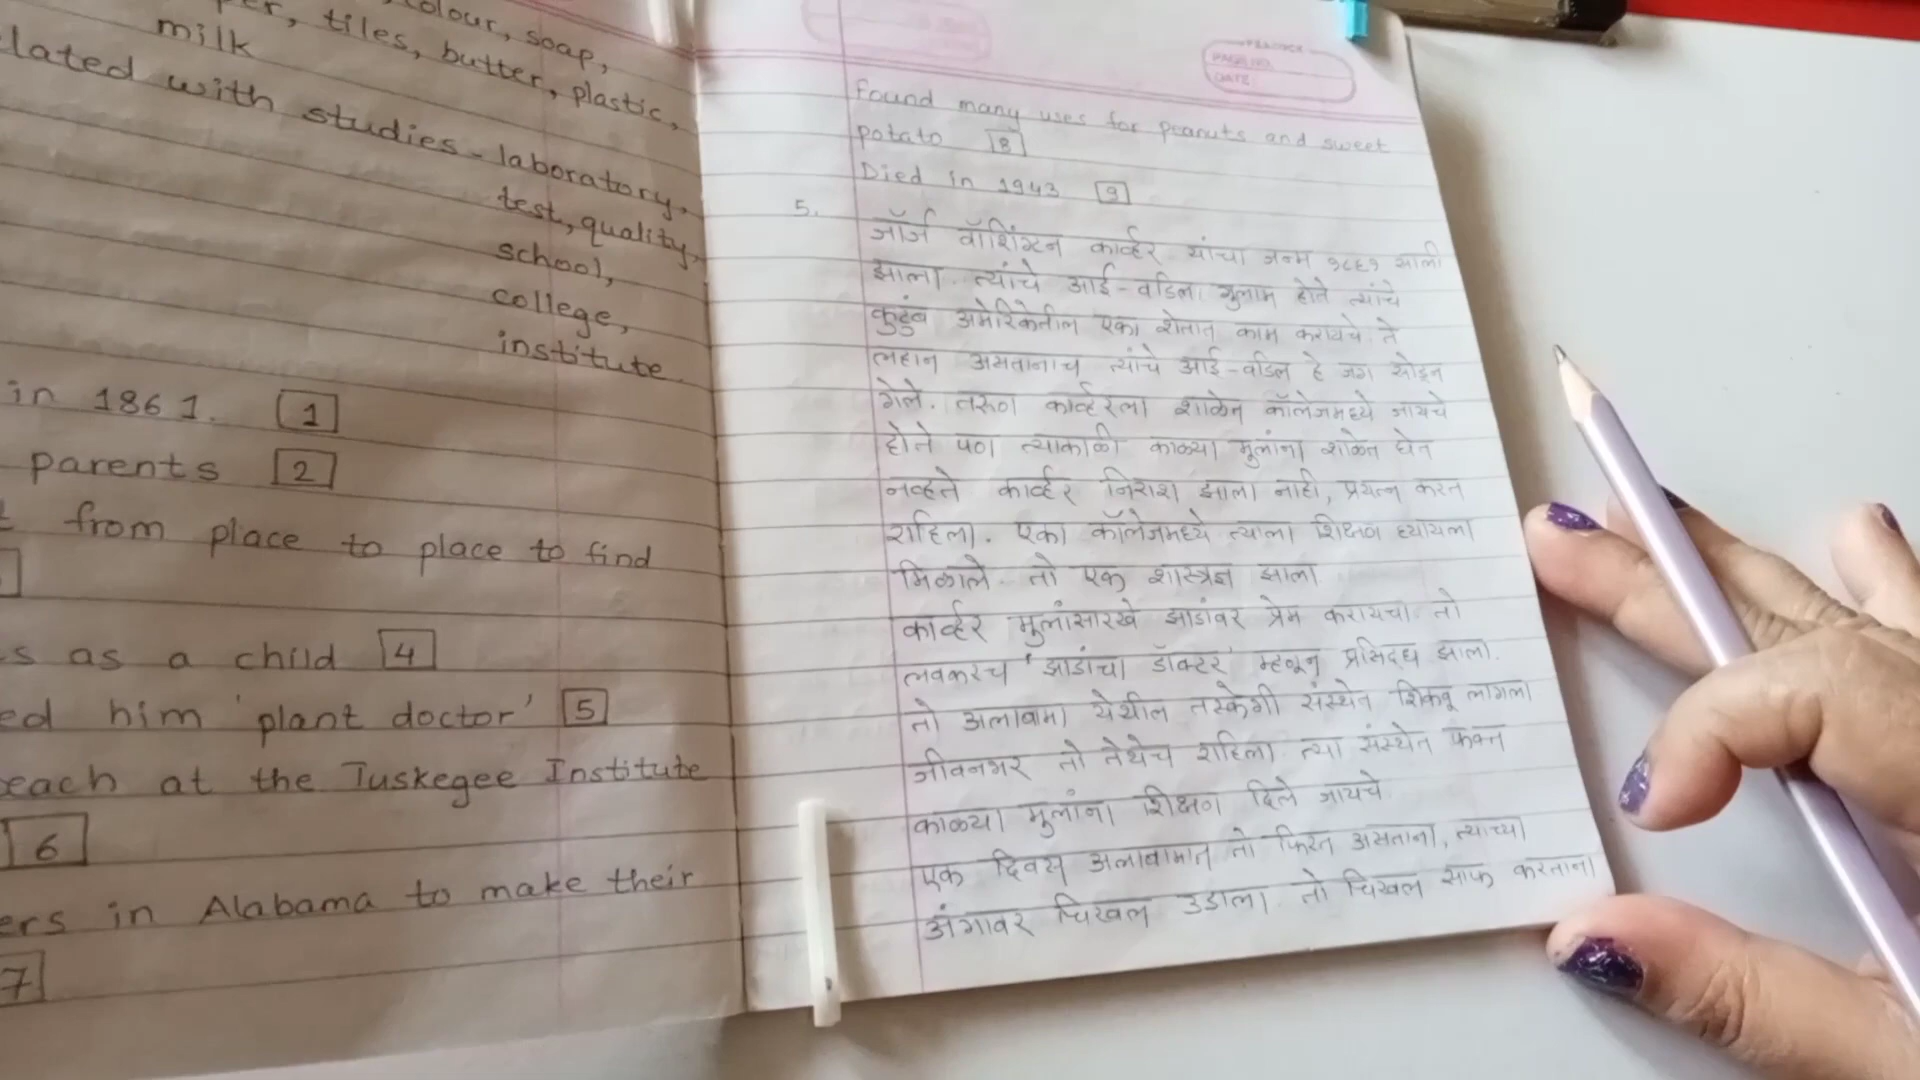 colour, soap,
tiles, butter, plastic,
milk
lated with studies - laboratory,
test, quality,
school,
college,
institute.
in 1861. 1
parents 2
from place to place to find
s as a child 4
ed him 'plant doctor' 5
each at the Tuskegee Institute
6
ers in Alabama to make their
7
PAGE NO.
DATE
found many uses for peanuts and sweet
potato 8
Died in 1943 9
5.
जॉर्ज वॉशिंग्टन कार्व्हर यांचा जन्म १८६१ साली
झाला. त्यांचे आई-वडिल गुलाम होते त्यांचे
कुटुंब अमेरिकेतील एका शेतात काम करायचे. ते
लहान असतानाच त्यांचे आई-वडिल हे जग सोडून
गेले. तरुण कार्व्हरला शाळेत कॉलेजमध्ये जायचे
होते पण त्याकाळी काळ्या मुलांना शाळेत घेत
नव्हते कार्व्हर निराश झाला नाही, प्रयत्न करत
राहिला. एका कॉलेजमध्ये त्याला शिक्षण घ्यायला
मिळाले. तो एक शास्त्रज्ञ झाला
कार्व्हर मुलांसारखे झाडांवर प्रेम करायचा. तो
लवकरच 'झाडांचा डॉक्टर' म्हणून प्रसिद्ध झाला.
तो अलाबामा येथील तस्केगी संस्थेत शिकवू लागला
जीवनभर तो तेथेच राहिला. त्या संस्थेत फक्त
काळ्या मुलांना शिक्षण दिले जायचे.
एक दिवस अलाबामात तो फिरत असताना, त्याच्या
अंगावर चिखल उडाला. तो चिखल साफ करताना